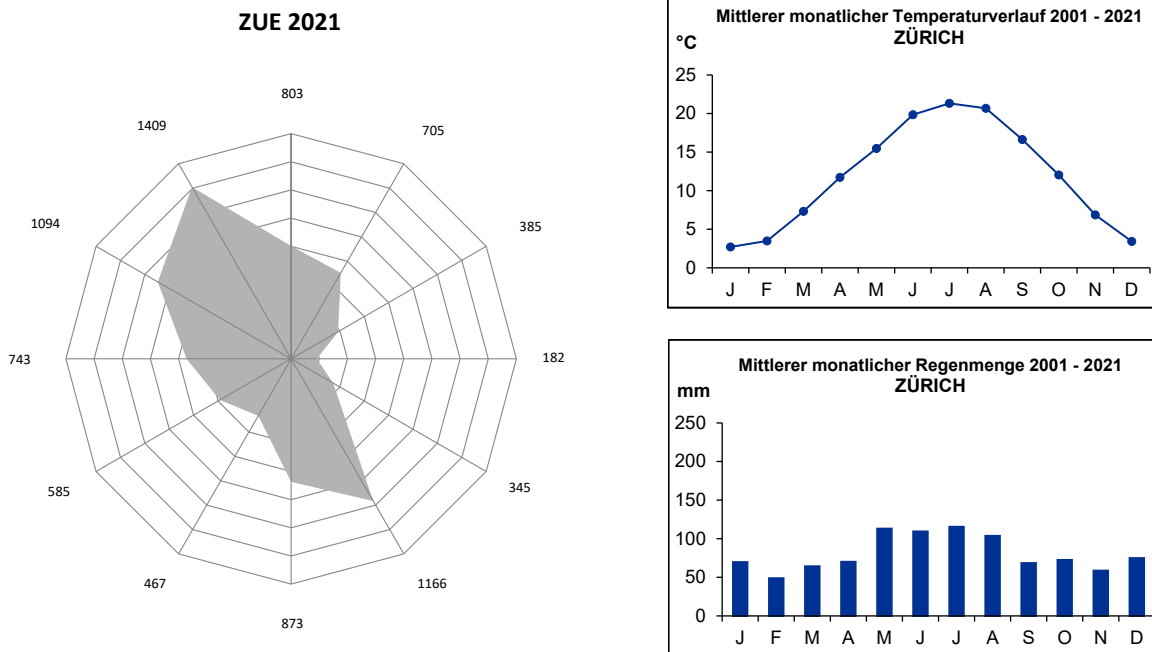 ZUE 2021
803
705
385
182
345
1166
873
467
585
743
1094
1409
Mittlerer monatlicher Temperaturverlauf 2001 - 2021
ZÜRICH
°C
25
20
15
10
5
0
J F M A M J J A S O N D
Mittlerer monatlicher Regenmenge 2001 - 2021
ZÜRICH
mm
250
200
150
100
50
0
J F M A M J J A S O N D